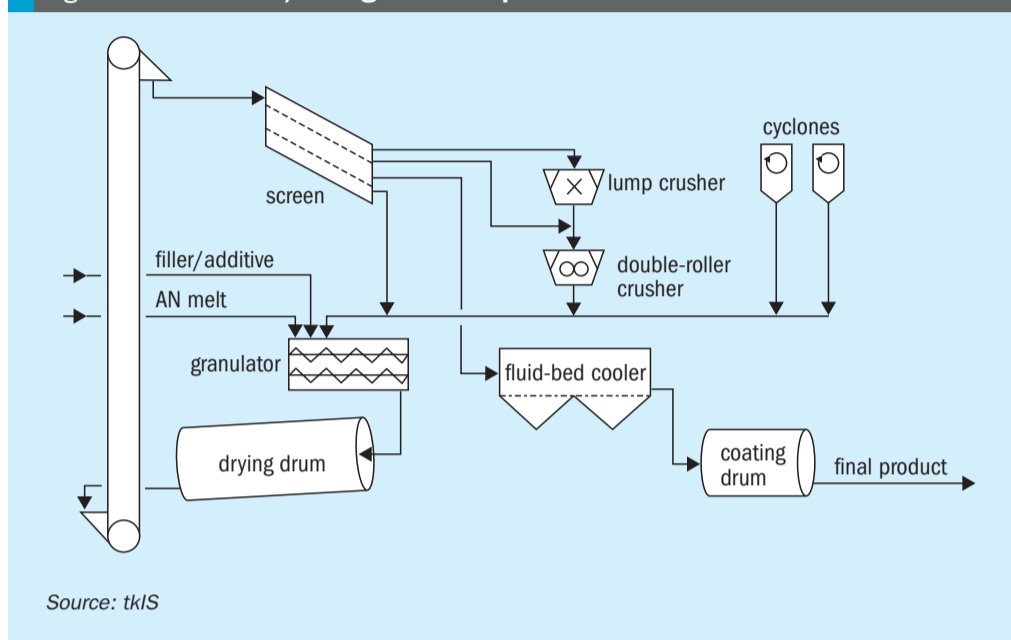 cyclones
lump crusher
screen
filler/additive
double-roller
crusher
AN melt
granulator
fluid-bed cooler
drying drum
coating
drum
final product
Source: tkIS